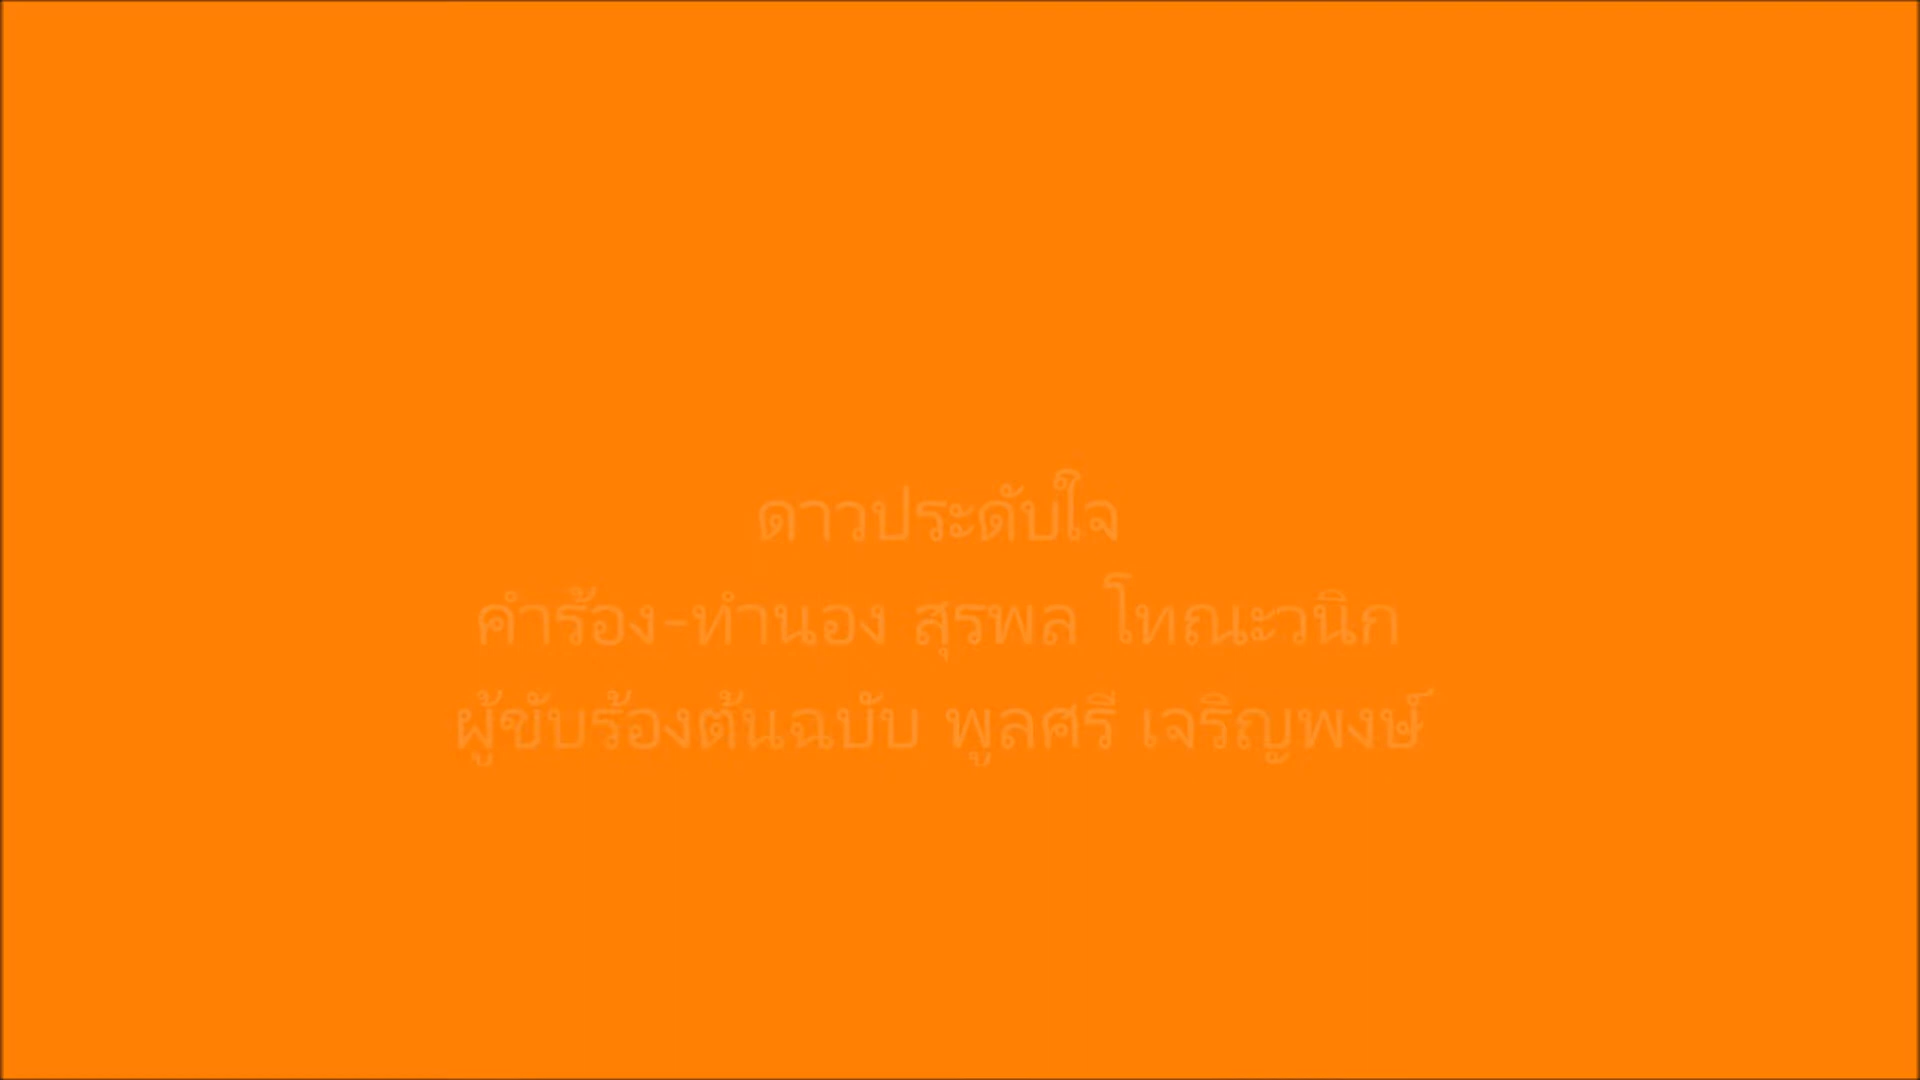 ดาวประดับใจ
คำร้อง-ทำนอง สุรพล โทณะวนิก
ผู้ขับร้องต้นฉบับ พูลศรี เจริญพงษ์